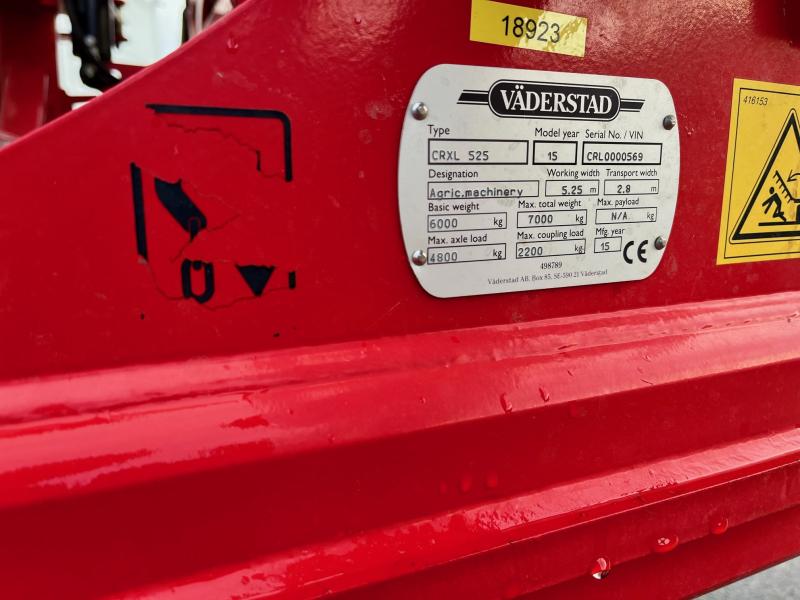 18923
VÄDERSTAD
416153
Type Model year Serial No. / VIN
CRXL 525 15 CRL0000569
Designation Working width Transport width
Agric.machinery 5.25 m 2.8 m
Basic weight Max. total weight Max. payload
6000 kg 7000 kg N/A kg
Max. axle load Max. coupling load Mfg. year
4800 kg 2200 kg 15 CE
498789
Väderstad AB, Box 85, SE-590 21 Väderstad